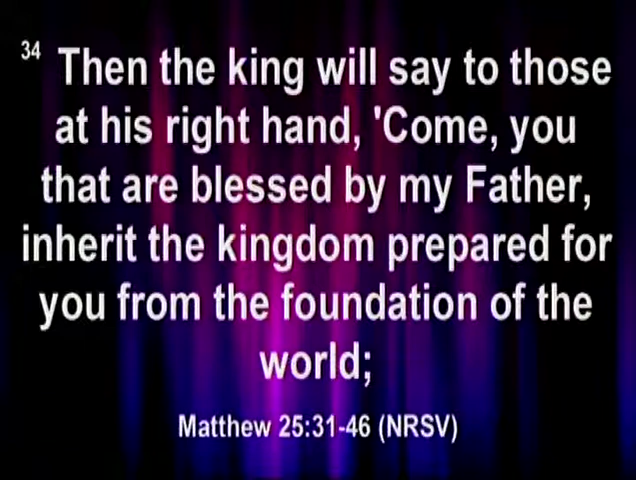 34 Then the king will say to those
at his right hand, 'Come, you
that are blessed by my Father,
inherit the kingdom prepared for
you from the foundation of the
world;
Matthew 25:31-46 (NRSV)